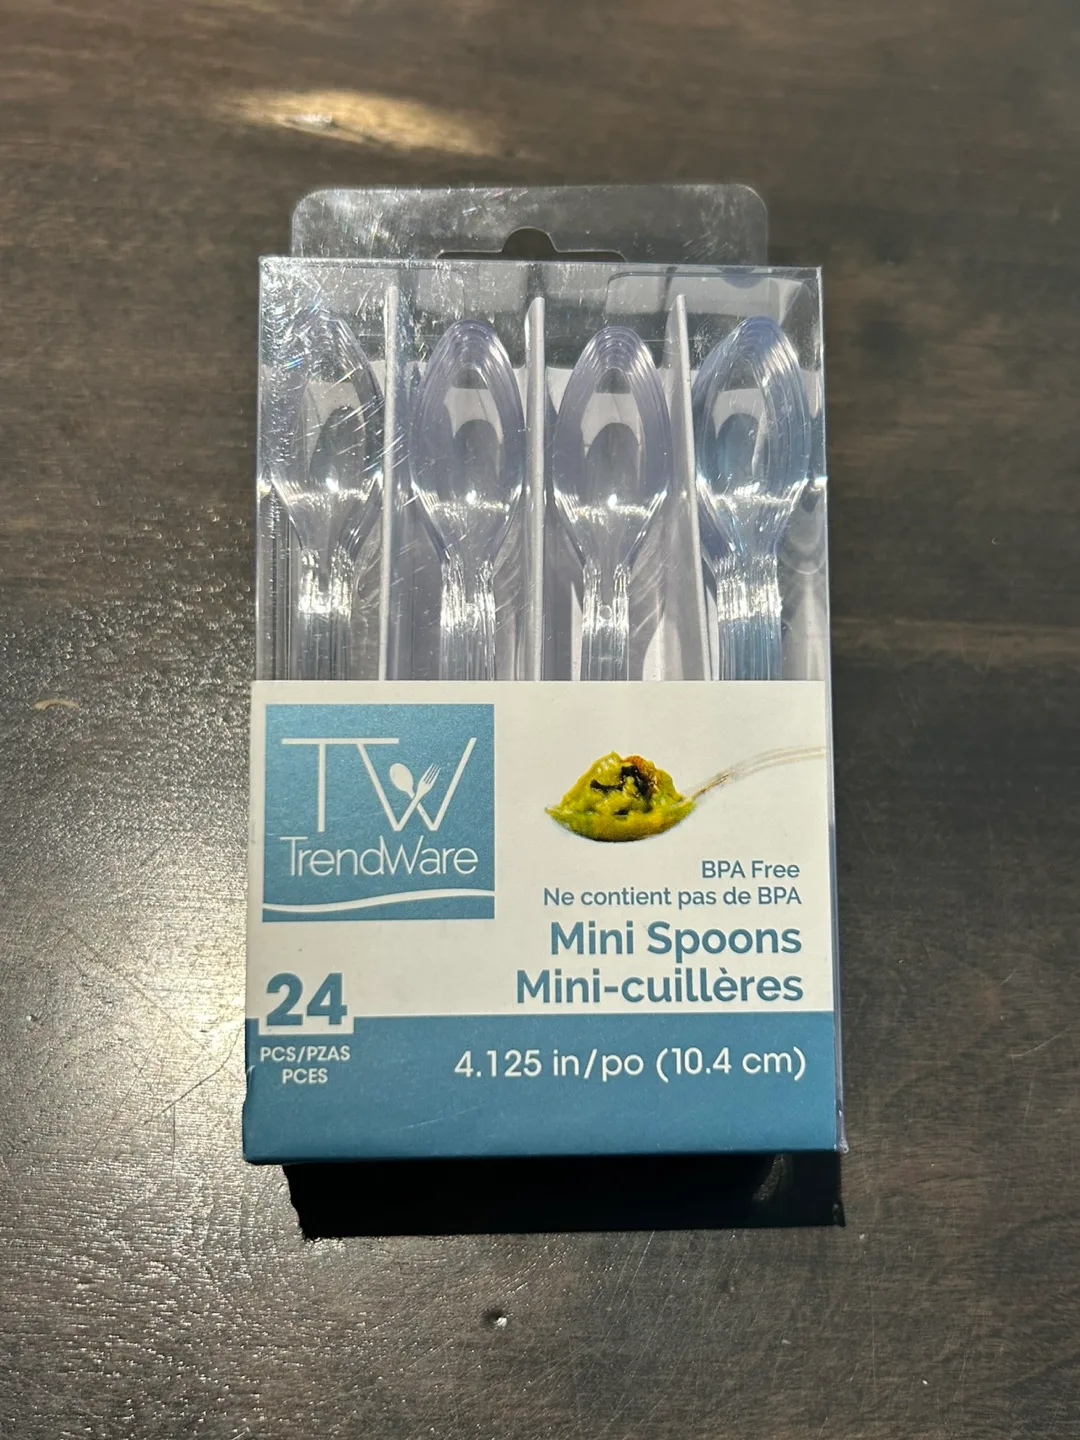 TW
TrendWare
BPA Free
Ne contient pas de BPA
Mini Spoons
Mini-cuillères
24
PCS/PZAS
PCES
4.125 in/po (10.4 cm)